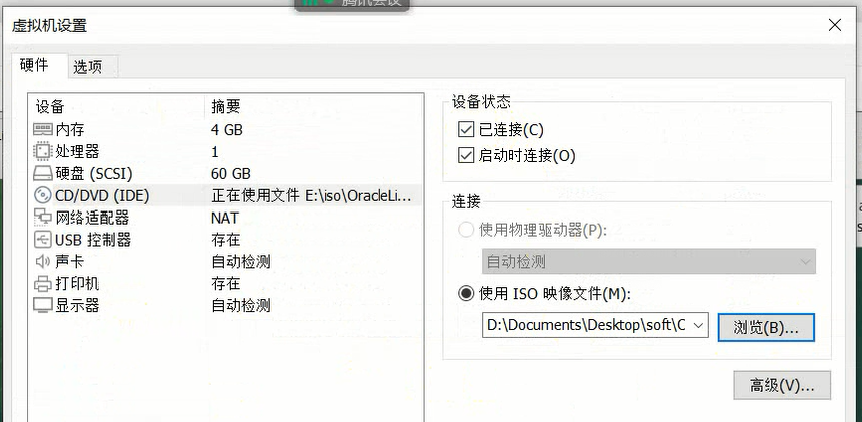 腾讯会议
虚拟机设置
硬件 选项
设备 摘要
内存 4 GB
处理器 1
硬盘 (SCSI) 60 GB
CD/DVD (IDE) 正在使用文件 E:\iso\OracleLi...
网络适配器 NAT
USB 控制器 存在
声卡 自动检测
打印机 存在
显示器 自动检测
设备状态
已连接(C)
启动时连接(O)
连接
使用物理驱动器(P):
自动检测
使用 ISO 映像文件(M):
D:\Documents\Desktop\soft\C 浏览(B)...
高级(V)...